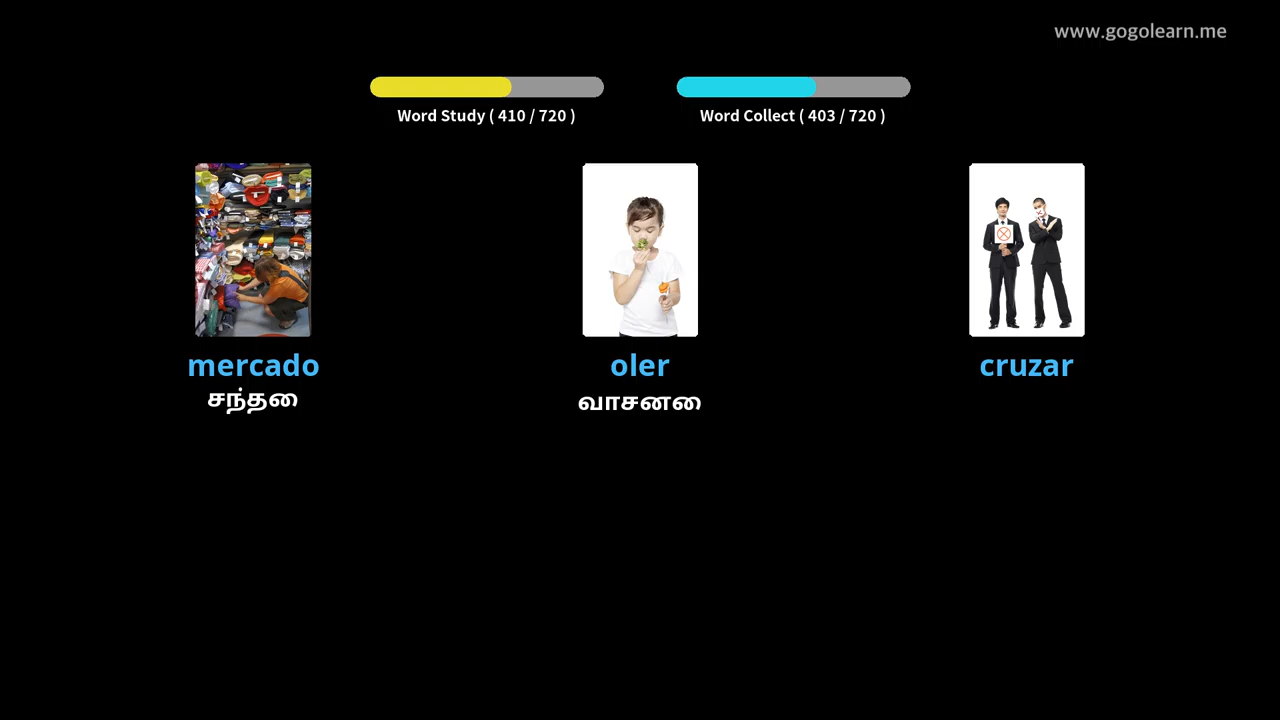 www.gogolearn.me
Word Study ( 410 / 720 )
Word Collect ( 403 / 720 )
mercado
oler
cruzar
சந்தை
வாசனை